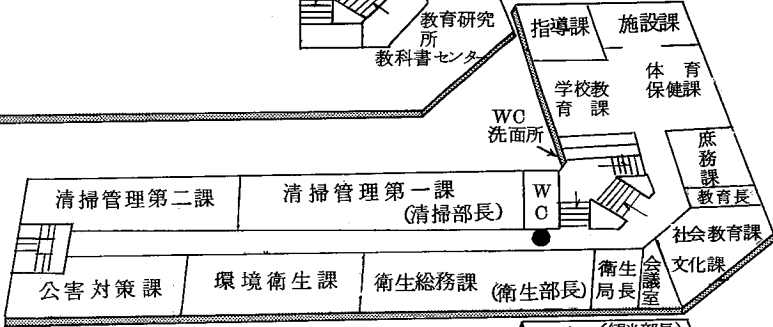 教育研究
所
教科書センター
指導課
施設課
学校教
育課
体育
保健課
WC
洗面所
庶
務
課
教育長
清掃管理第二課
清掃管理第一課
(清掃部長)
W
C
社会教育課
文化課
公害対策課
環境衛生課
衛生総務課
(衛生部長)
衛生
局長
会
議
室